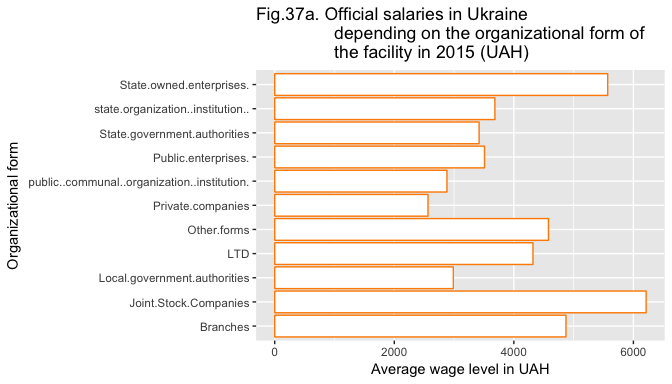 Fig.37a. Official salaries in Ukraine
depending on the organizational form of
the facility in 2015 (UAH)
Organizational form
State.owned.enterprises.
state.organization..institution..
State.government.authorities
Public.enterprises.
public..communal..organization..institution.
Private.companies
Other.forms
LTD
Local.government.authorities
Joint.Stock.Companies
Branches
0 2000 4000 6000
Average wage level in UAH